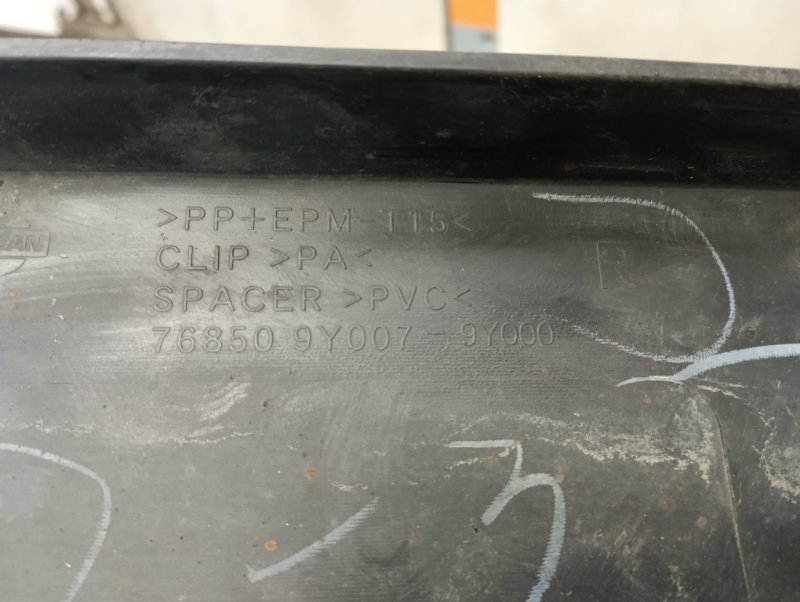 >PP+EPM-T15<
CLIP >PA<
R
SPACER >PVC<
76850 9Y007-9Y000